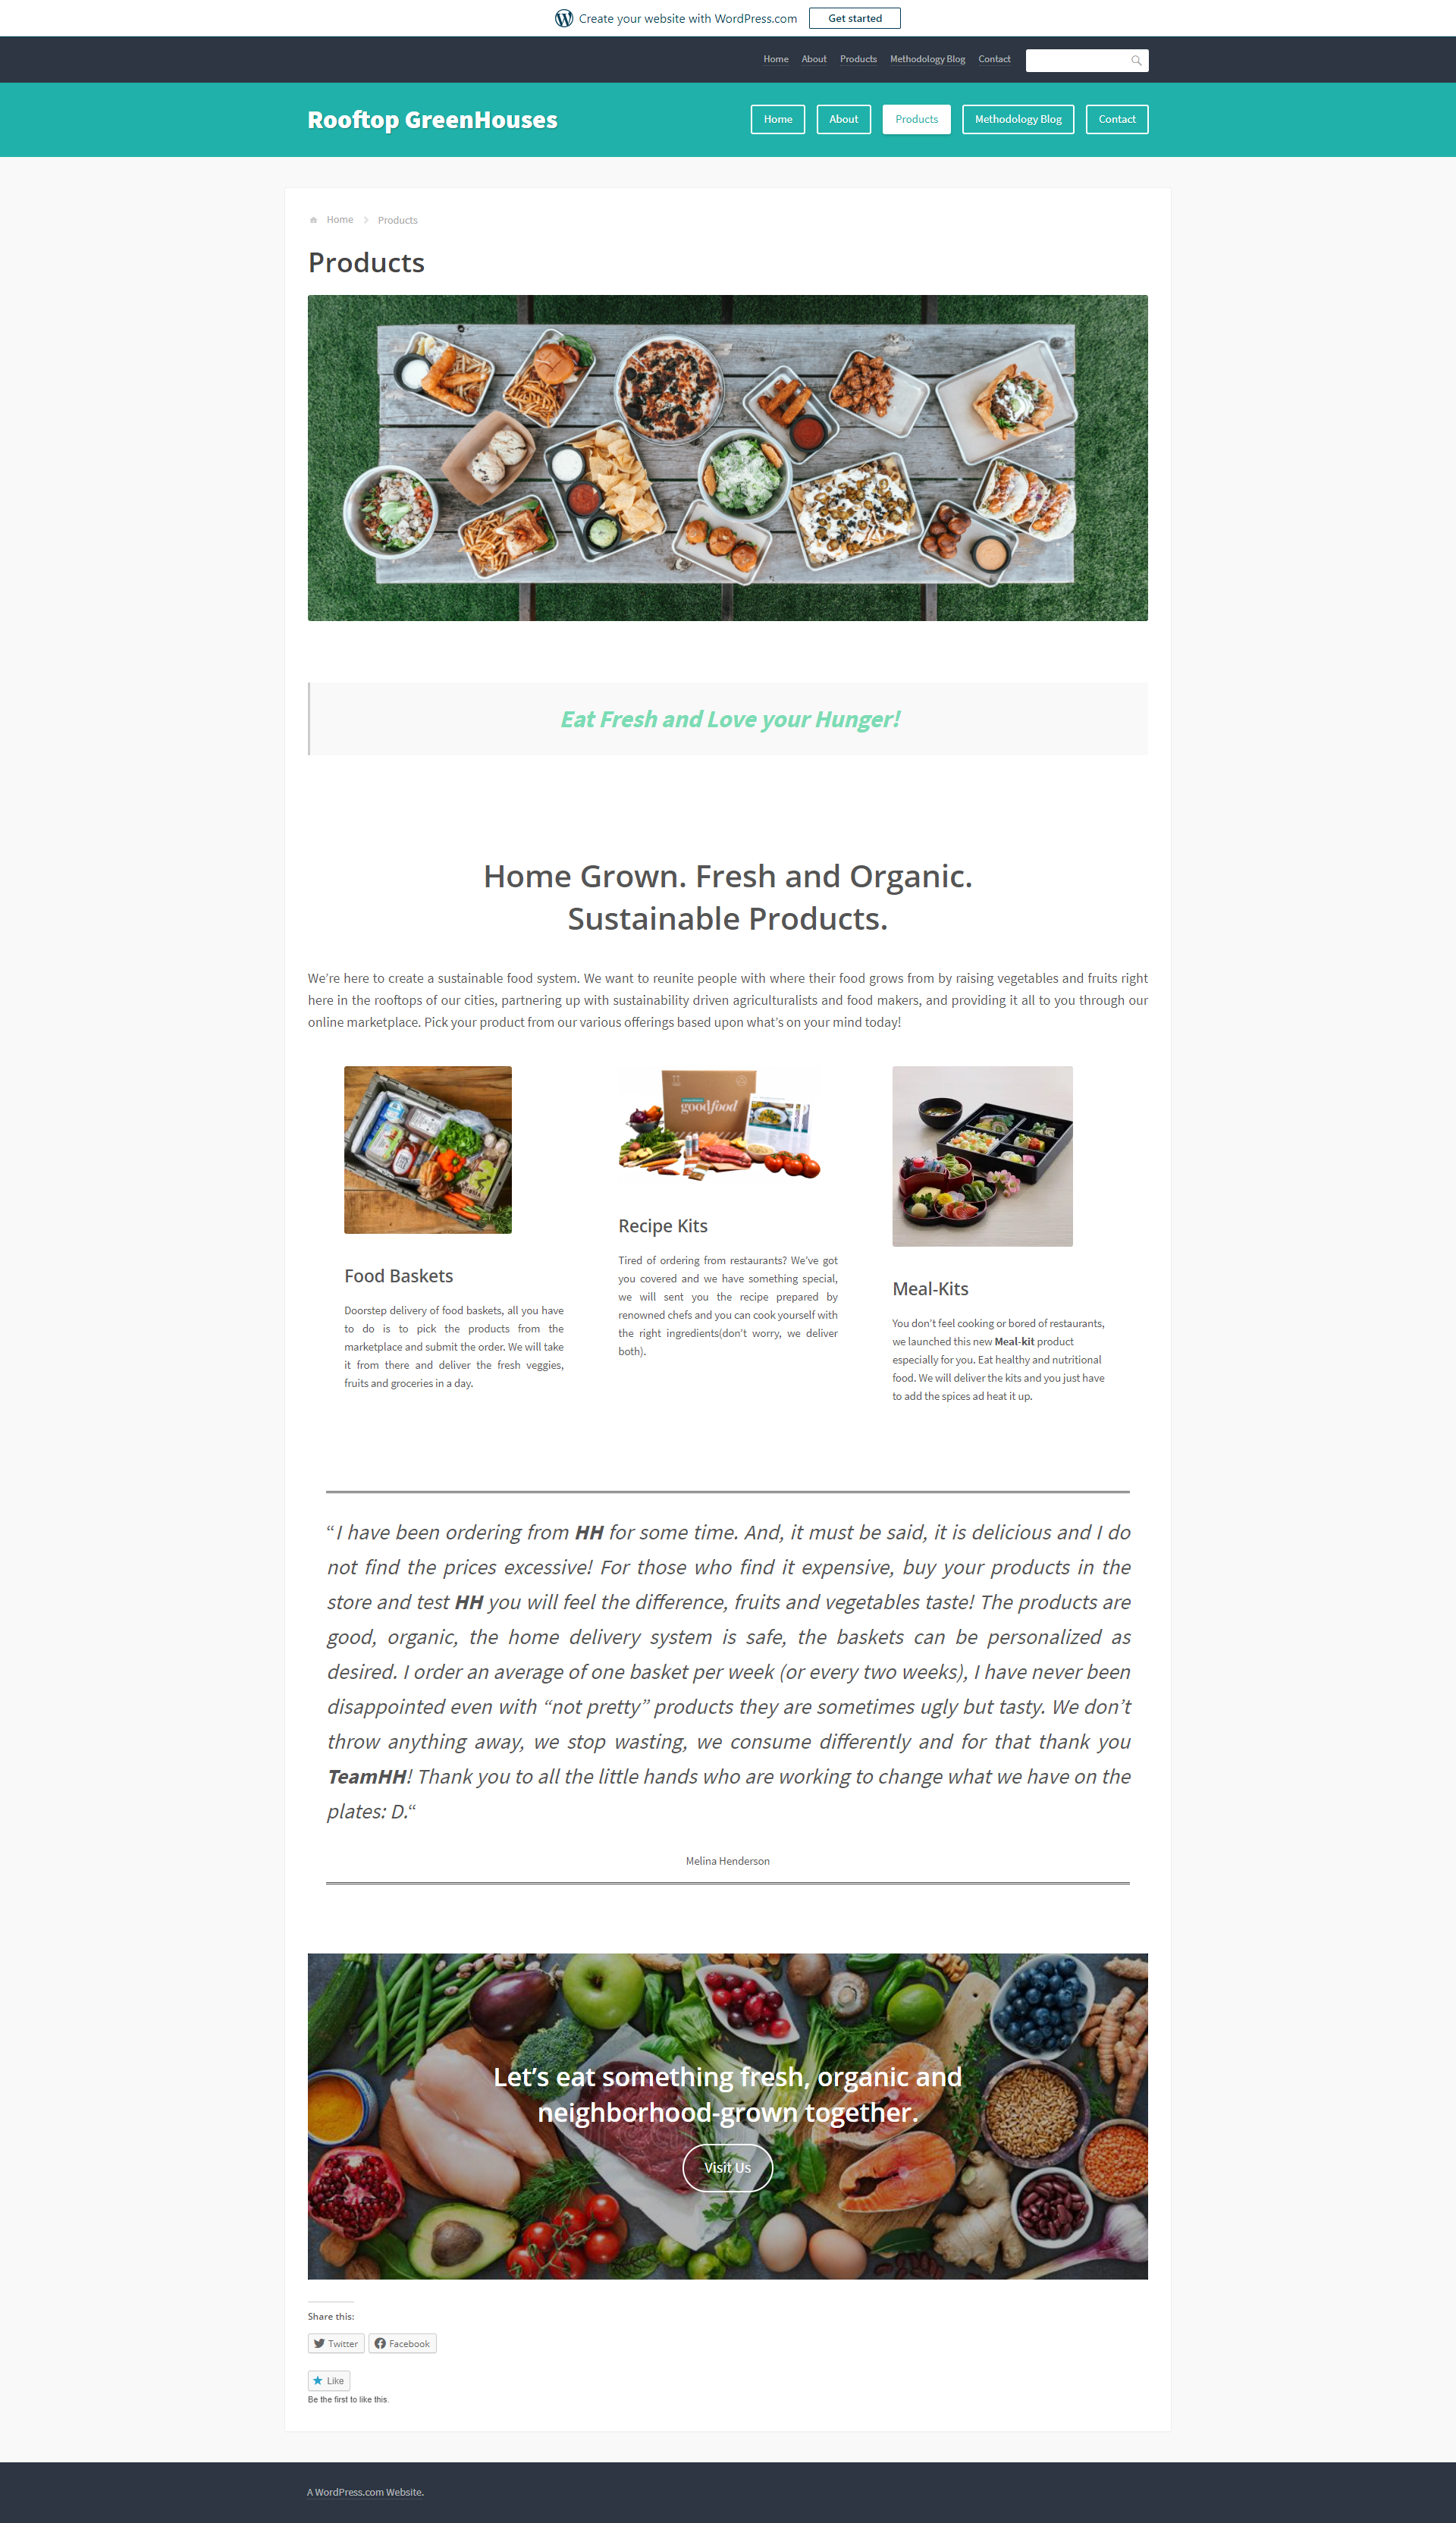 Create your website with WordPress.com
Get started
Home About Products Methodology Blog Contact
Rooftop GreenHouses
Home About Products Methodology Blog Contact
Home Products
Products
Eat Fresh and Love your Hunger!
Home Grown. Fresh and Organic.
Sustainable Products.
We're here to create a sustainable food system. We want to reunite people with where their food grows from by raising vegetables and fruits right
here in the rooftops of our cities, partnering up with sustainability driven agriculturalists and food makers, and providing it all to you through our
online marketplace. Pick your product from our various offerings based upon what's on your mind today!
Food Baskets
Doorstep delivery of food baskets, all you have
to do is to pick the products from the
marketplace and submit the order. We will take
it from there and deliver the fresh veggies,
fruits and groceries in a day.
goodfood
Recipe Kits
Tired of ordering from restaurants? We've got
you covered and we have something special,
we will sent you the recipe prepared by
renowned chefs and you can cook yourself with
the right ingredients(don't worry, we deliver
both).
Meal-Kits
You don't feel cooking or bored of restaurants,
we launched this new Meal-kit product
especially for you. Eat healthy and nutritional
food. We will deliver the kits and you just have
to add the spices ad heat it up.
“I have been ordering from HH for some time. And, it must be said, it is delicious and I do
not find the prices excessive! For those who find it expensive, buy your products in the
store and test HH you will feel the difference, fruits and vegetables taste! The products are
good, organic, the home delivery system is safe, the baskets can be personalized as
desired. I order an average of one basket per week (or every two weeks), I have never been
disappointed even with “not pretty” products they are sometimes ugly but tasty. We don’t
throw anything away, we stop wasting, we consume differently and for that thank you
TeamHH! Thank you to all the little hands who are working to change what we have on the
plates: D.“
Melina Henderson
Let’s eat something fresh, organic and
neighborhood-grown together.
Visit Us
Share this:
Twitter Facebook
Like
Be the first to like this.
A WordPress.com Website.